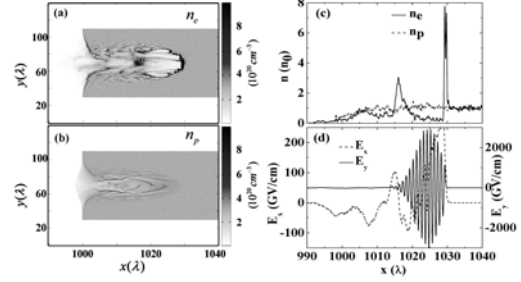 (a)
n_e
y(λ)
100
80
60
40
20
8
6
4
2
(10^20 cm^-3)
(b)
n_p
y(λ)
100
80
60
40
20
8
6
4
2
(10^20 cm^-3)
1000 1020 1040
x(λ)
(c)
n_e
n_p
n (n_0)
8
6
4
2
0
(d)
E_x
E_y
E_x (GV/cm)
200
100
0
-100
2000
0
-2000
E_y (GV/cm)
990 1000 1010 1020 1030 1040
x (λ)